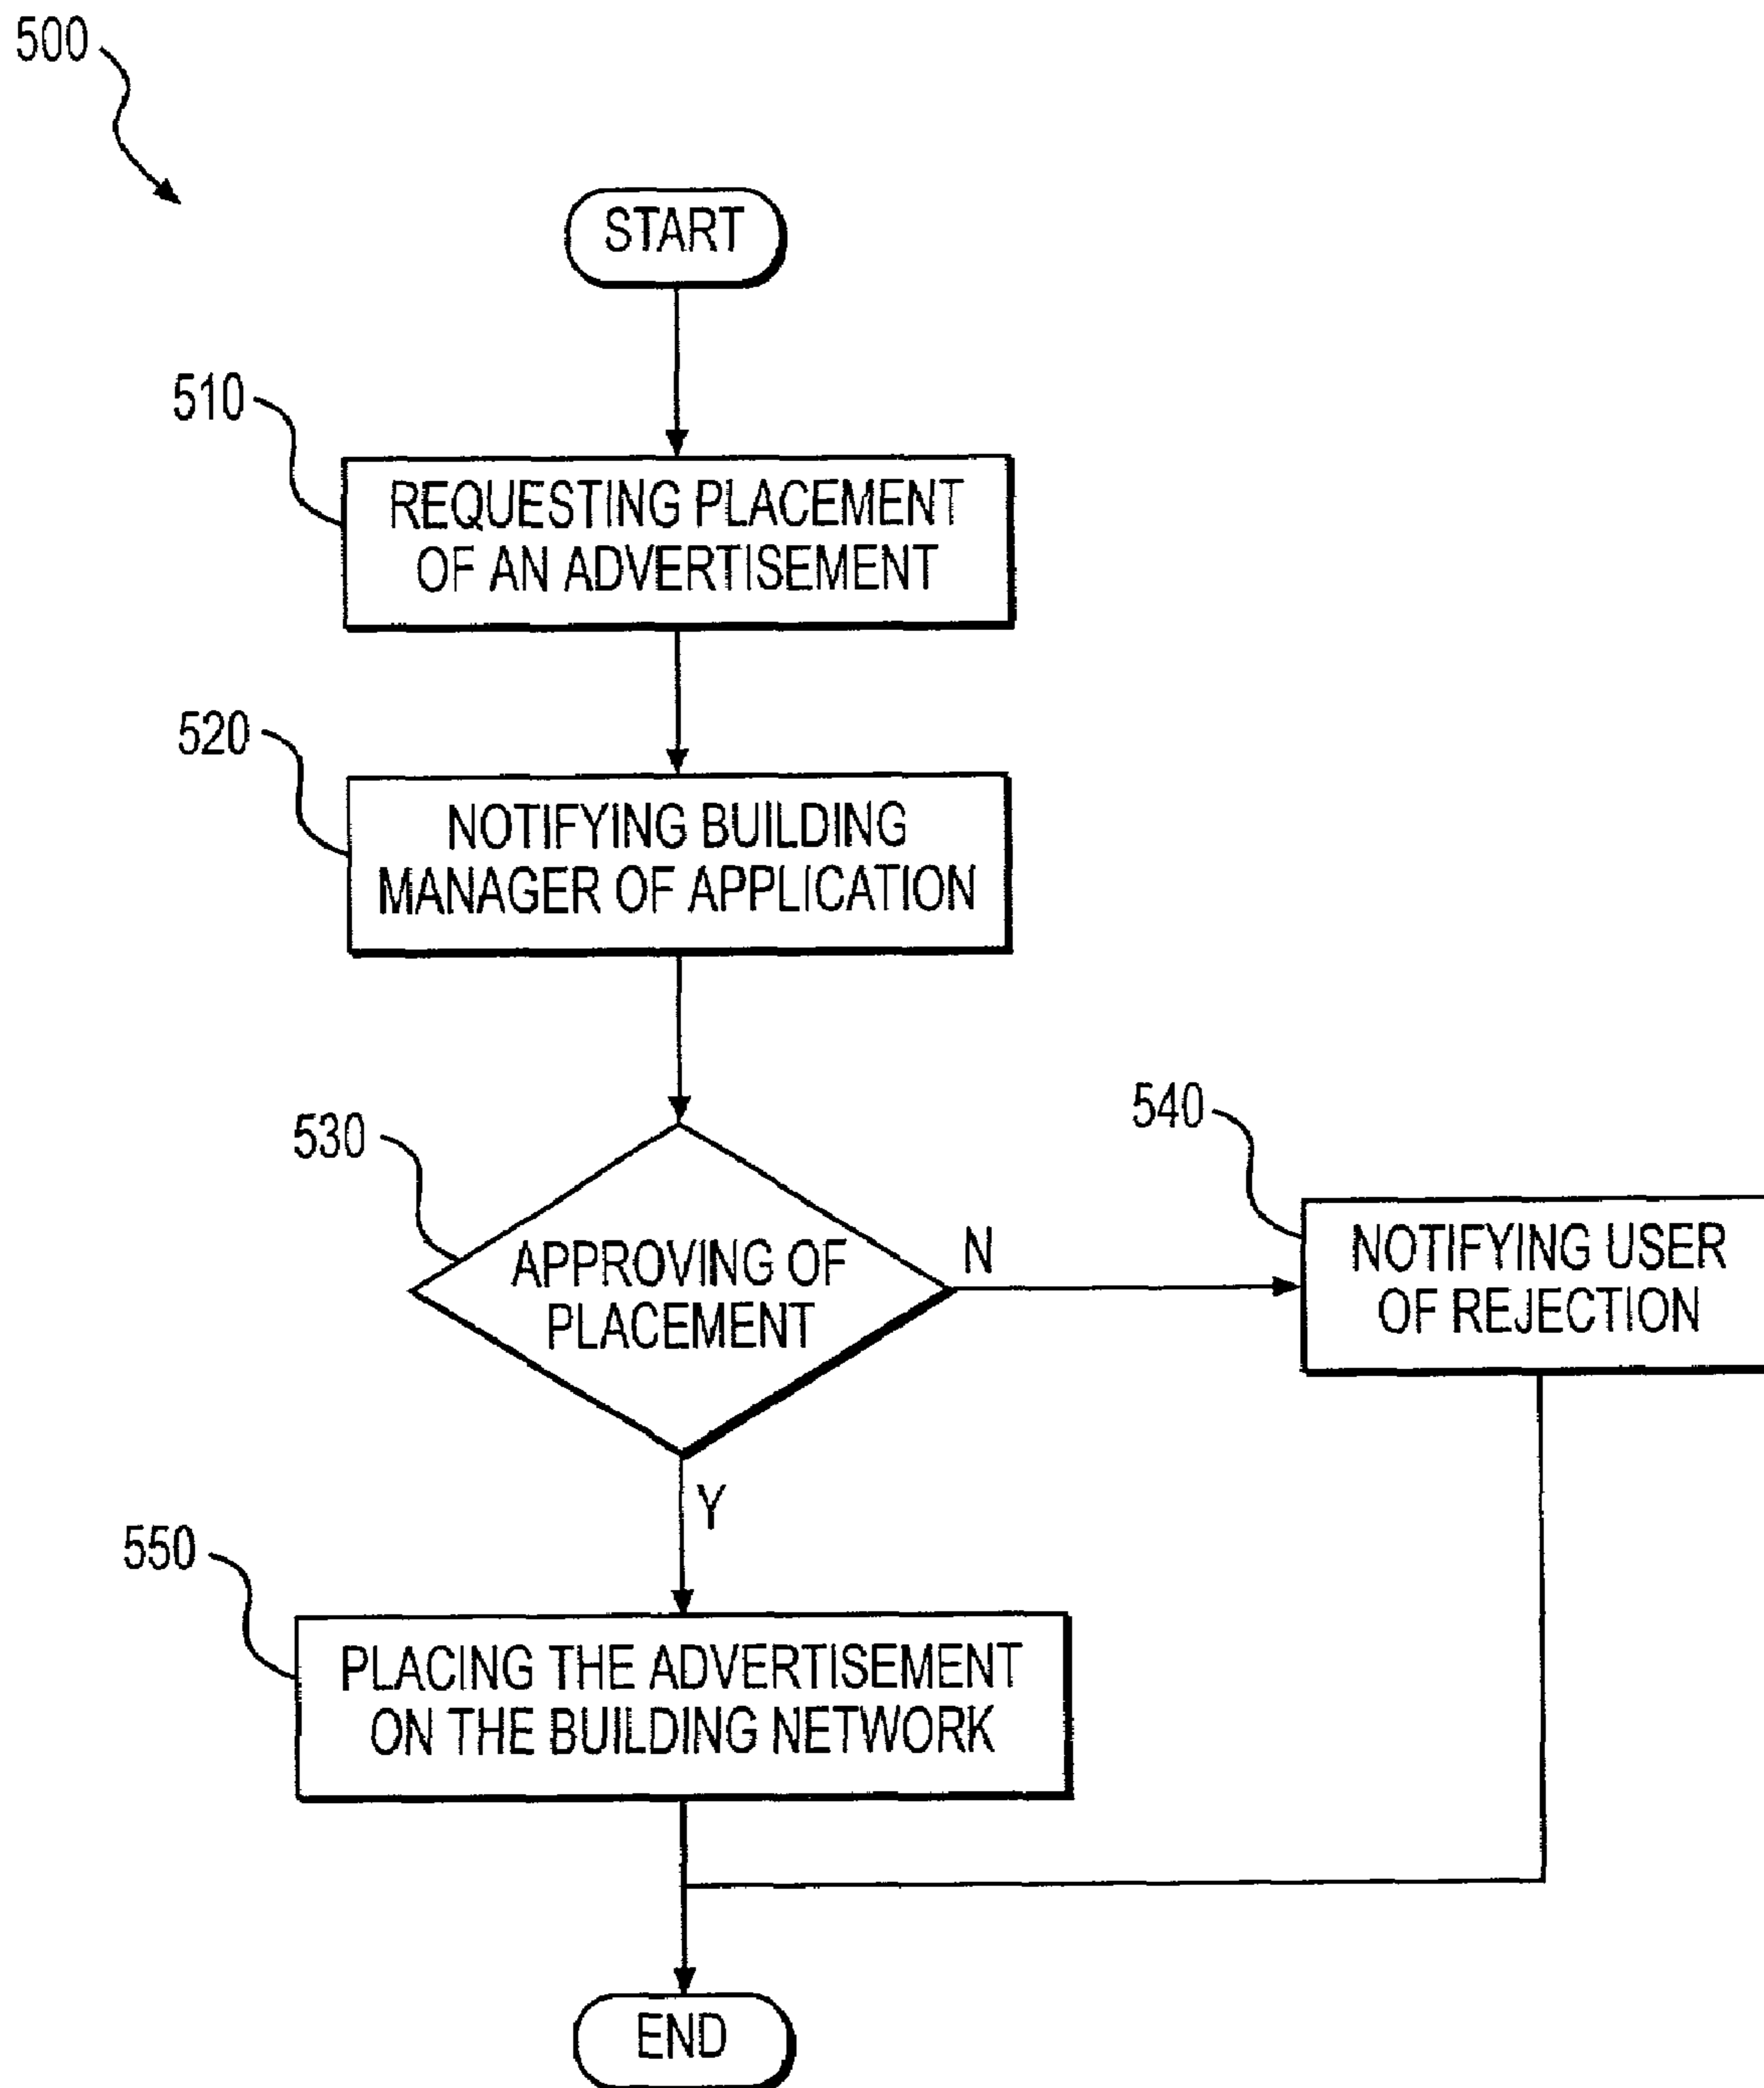 500
START
510
REQUESTING PLACEMENT
OF AN ADVERTISEMENT
520
NOTIFYING BUILDING
MANAGER OF APPLICATION
530
APPROVING OF
PLACEMENT
N
540
NOTIFYING USER
OF REJECTION
Y
550
PLACING THE ADVERTISEMENT
ON THE BUILDING NETWORK
END